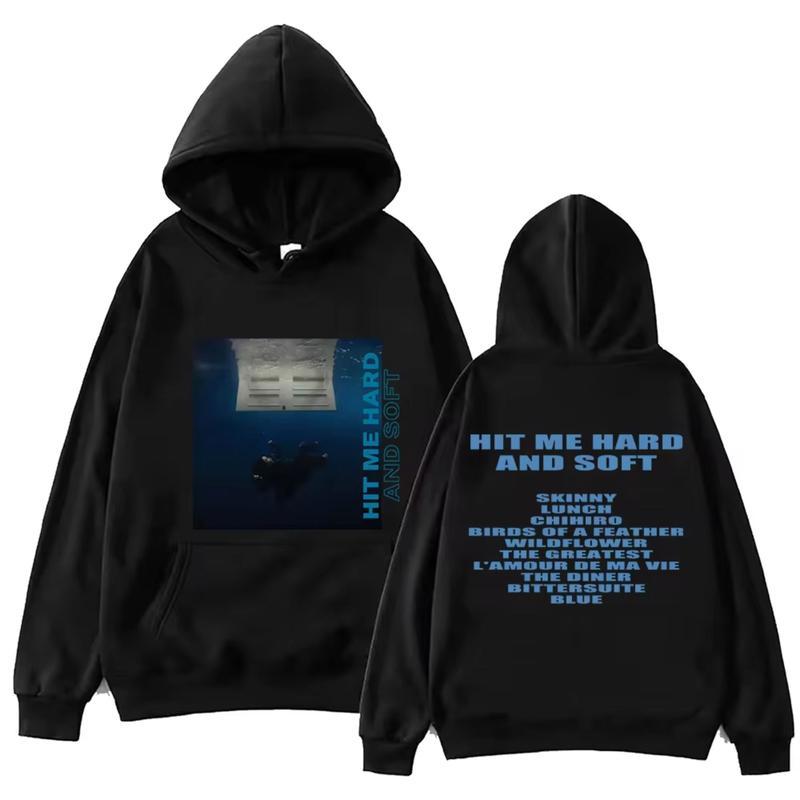 HIT ME HARD
AND SOFT
HIT ME HARD
AND SOFT
SKINNY
LUNCH
CHIHIRO
BIRDS OF A FEATHER
WILDFLOWER
THE GREATEST
L'AMOUR DE MA VIE
THE DINER
BITTERSUITE
BLUE